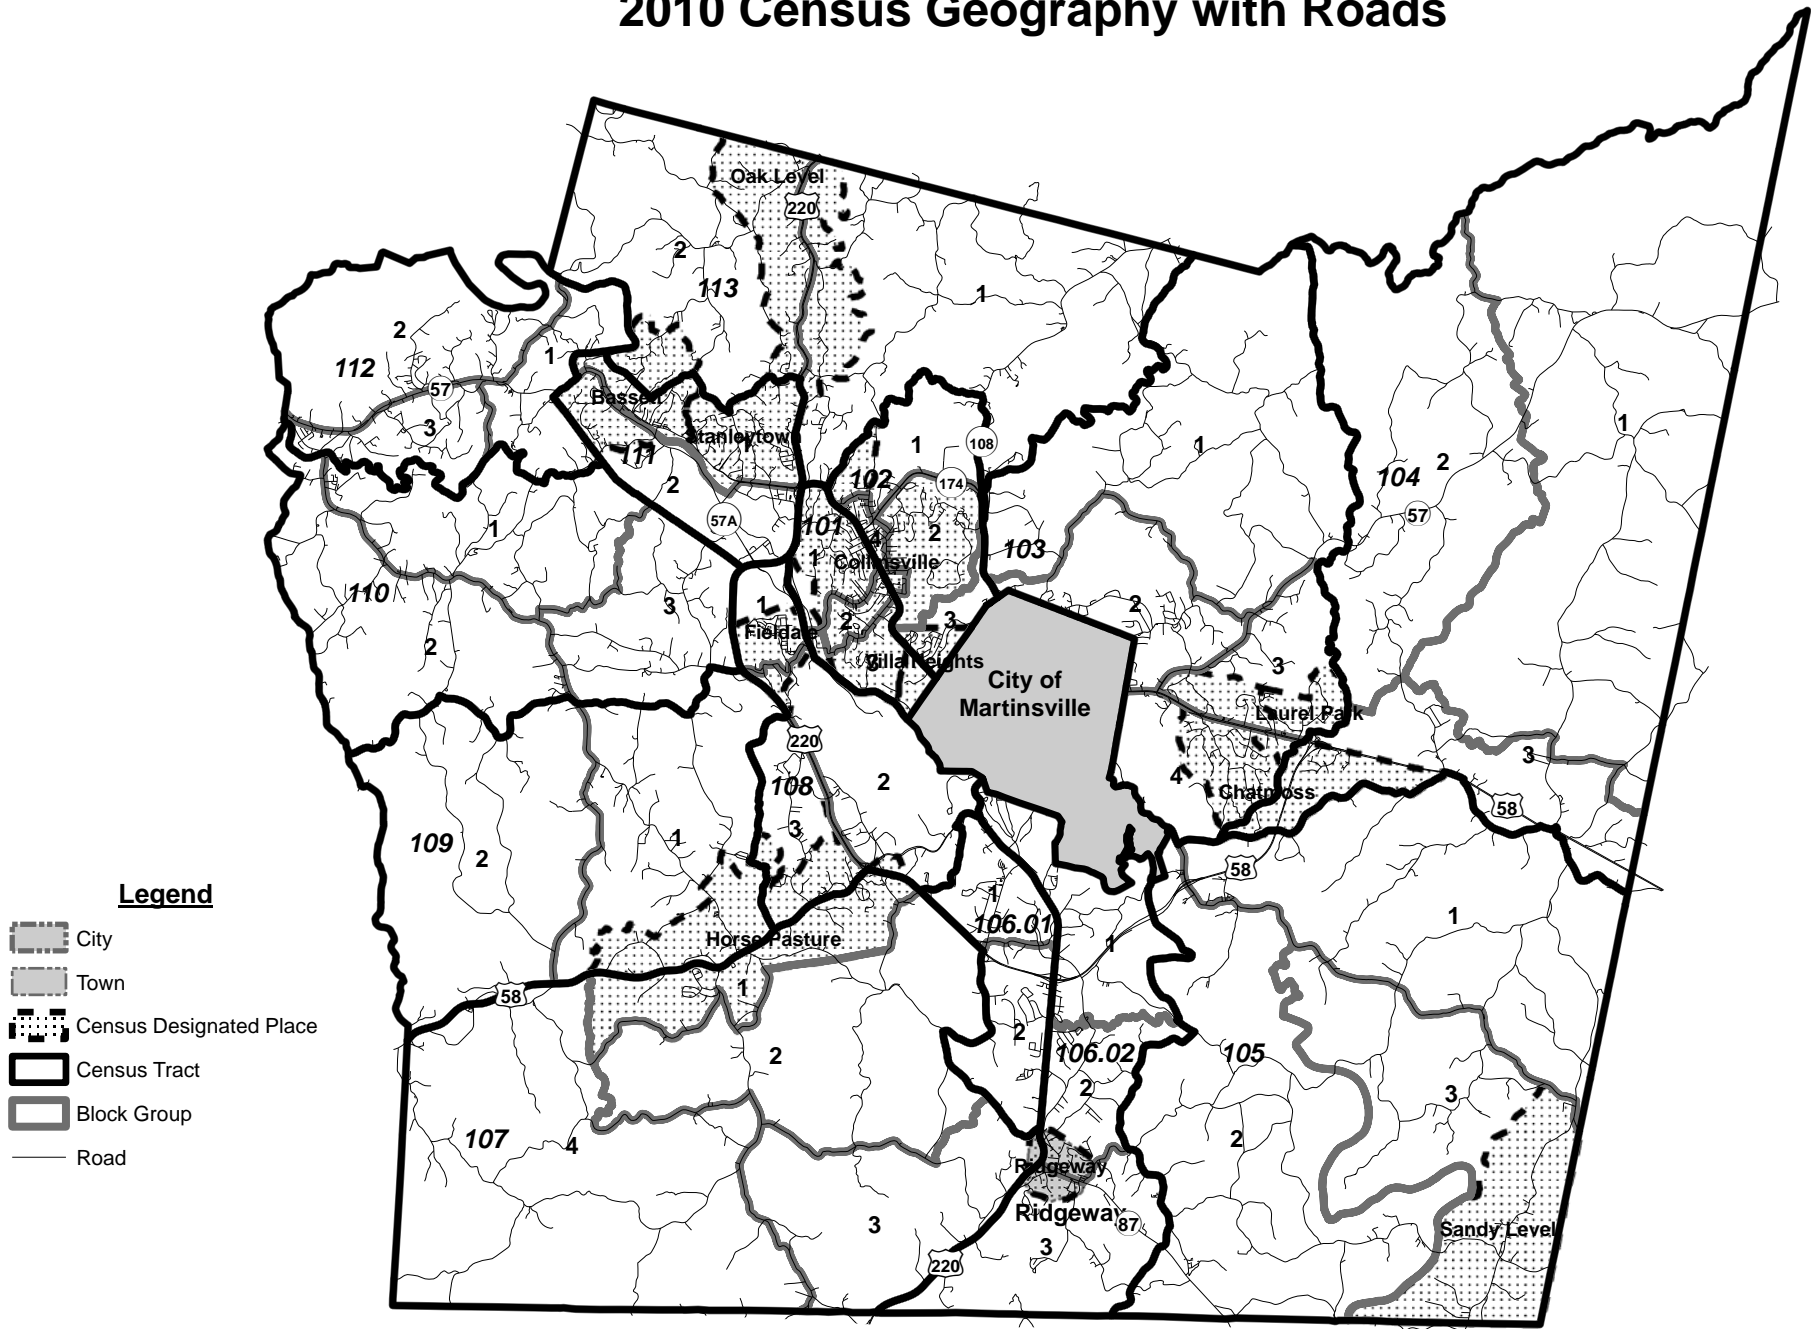 2010 Census Geography with Roads
Oak Level
220
2
113
1
2
112
1
57
3
Bassett
Stanleytown
1
111
2
57A
1
108
102
174
101
2
4
1
Collinsville
103
1
104
2
57
1
1
110
2
3
1
Fieldale
2
3
3
Villa Heights
City of
Martinsville
2
3
Laurel Park
4
Chatmoss
3
58
220
108
2
3
109
2
1
58
1
106.01
1
1
Horse Pasture
58
1
2
2
106.02
2
105
3
2
107
4
Ridgeway
Ridgeway
87
3
3
220
Sandy Level
Legend
City
Town
Census Designated Place
Census Tract
Block Group
Road